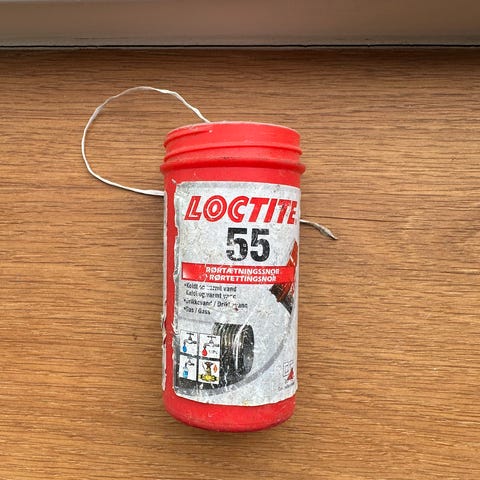 LOCTITE
55
RØRTÆTNINGSSNOR
RØRTETTINGSNOR
•Koldt og varmt vand
Kaldt og varmt vann
•Drikkevand / Drikkevann
•Gas / Gass